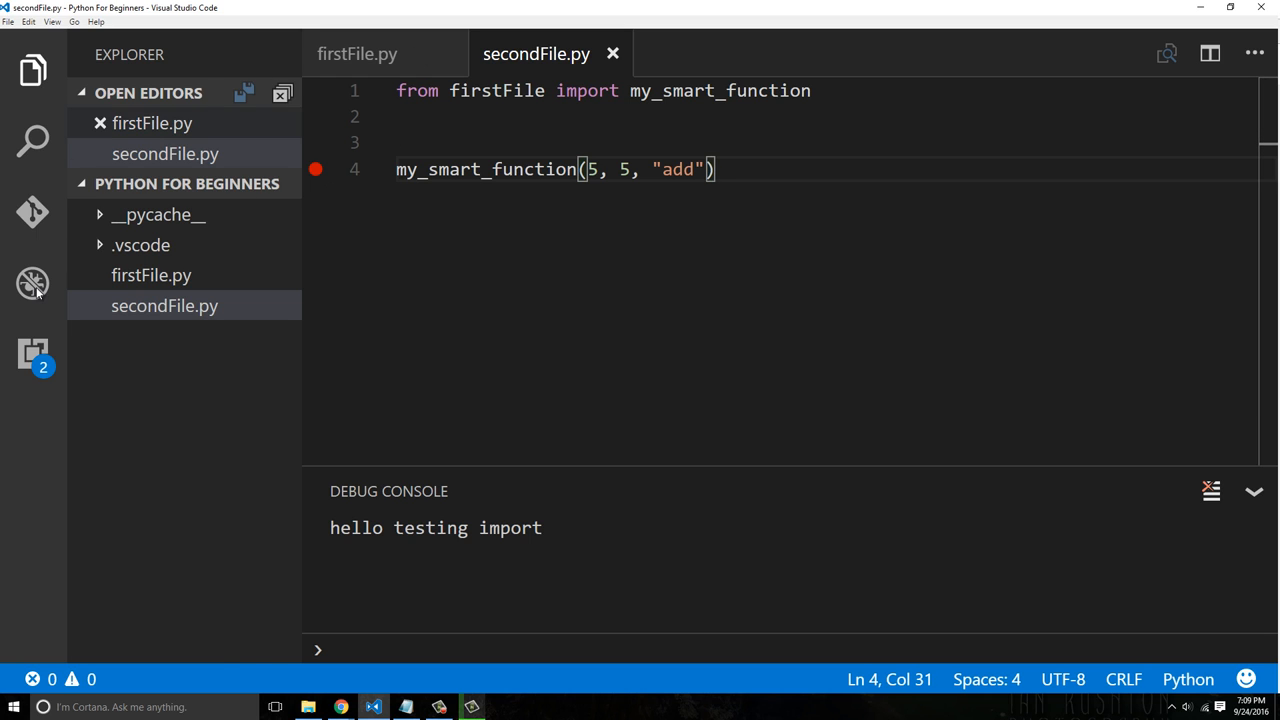 secondFile.py - Python For Beginners - Visual Studio Code
File Edit View Go Help
EXPLORER
OPEN EDITORS
firstFile.py
secondFile.py
PYTHON FOR BEGINNERS
__pycache__
.vscode
firstFile.py
secondFile.py
2
firstFile.py secondFile.py
1 from firstFile import my_smart_function
2
3
4 my_smart_function(5, 5, "add")
DEBUG CONSOLE
hello testing import
0 0 Ln 4, Col 31 Spaces: 4 UTF-8 CRLF Python
I'm Cortana. Ask me anything.
7:09 PM
9/24/2016